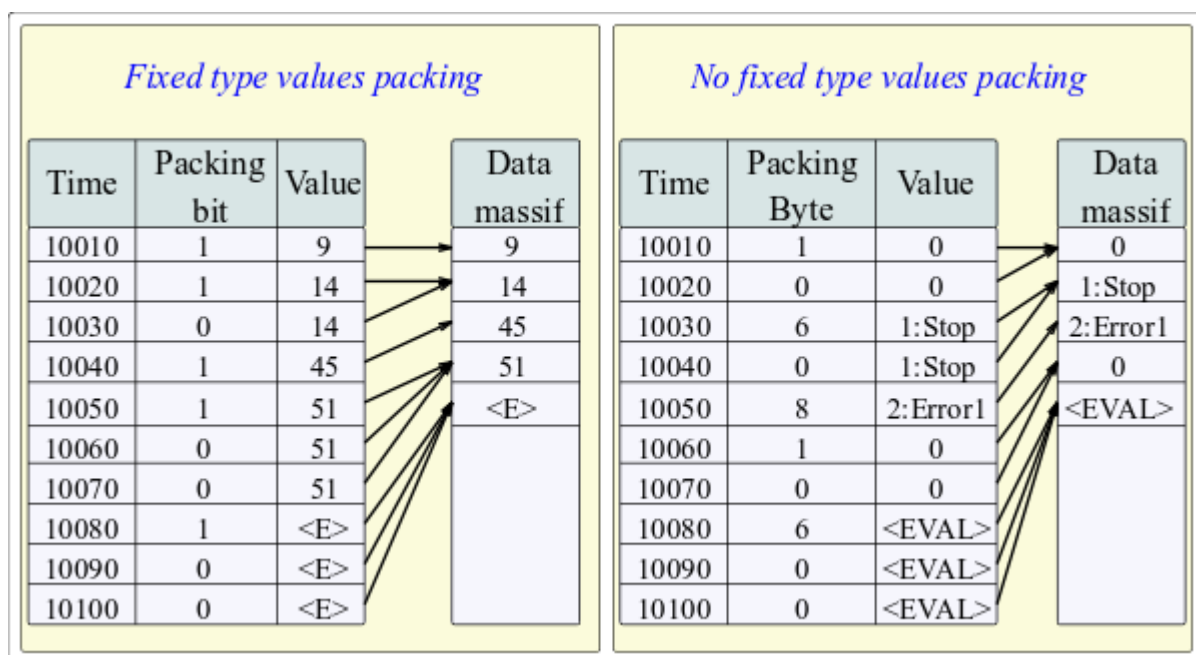 Fixed type values packing
Time Packing bit Value Data massif
10010 1 9 9
10020 1 14 14
10030 0 14 45
10040 1 45 51
10050 1 51 <E>
10060 0 51
10070 0 51
10080 1 <E>
10090 0 <E>
10100 0 <E>
No fixed type values packing
Time Packing Byte Value Data massif
10010 1 0 0
10020 0 0 1:Stop
10030 6 1:Stop 2:Error1
10040 0 1:Stop 0
10050 8 2:Error1 <EVAL>
10060 1 0
10070 0 0
10080 6 <EVAL>
10090 0 <EVAL>
10100 0 <EVAL>